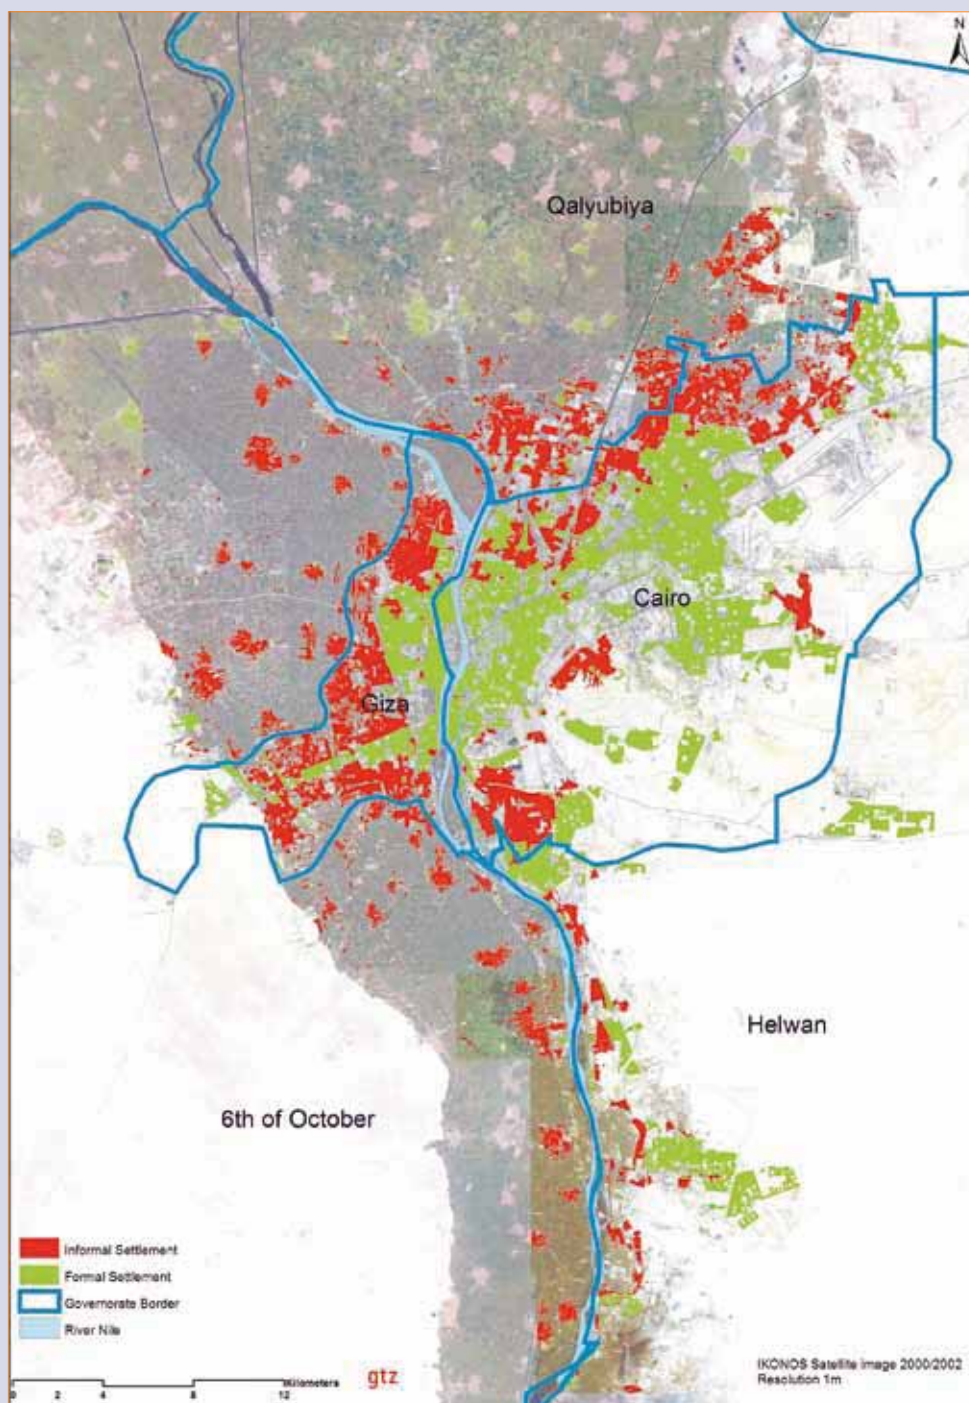 N
Qalyubiya
Cairo
Giza
Helwan
6th of October
Informal Settlement
Formal Settlement
Governorate Border
River Nile
0 2 4 8 12 Kilometers
gtz
IKONOS Satellite Image 2000/2002
Resolution 1m